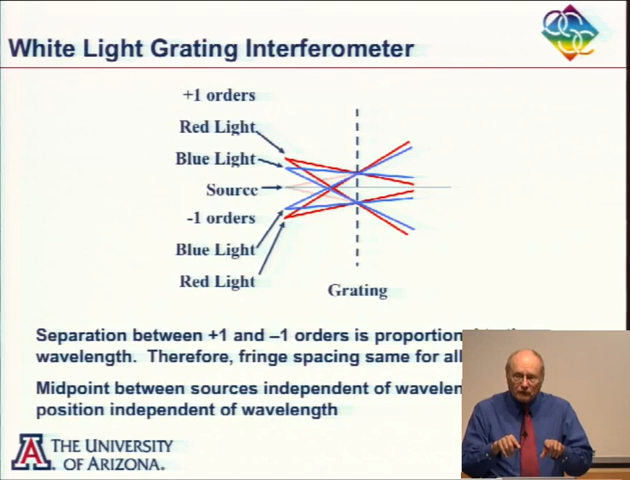 White Light Grating Interferometer
+1 orders
Red Light
Blue Light
Source
-1 orders
Blue Light
Red Light
Grating
Separation between +1 and –1 orders is
wavelength. Therefore, fringe spacing same for all
Midpoint between sources independent of
position independent of wavelength
THE UNIVERSITY
OF ARIZONA.